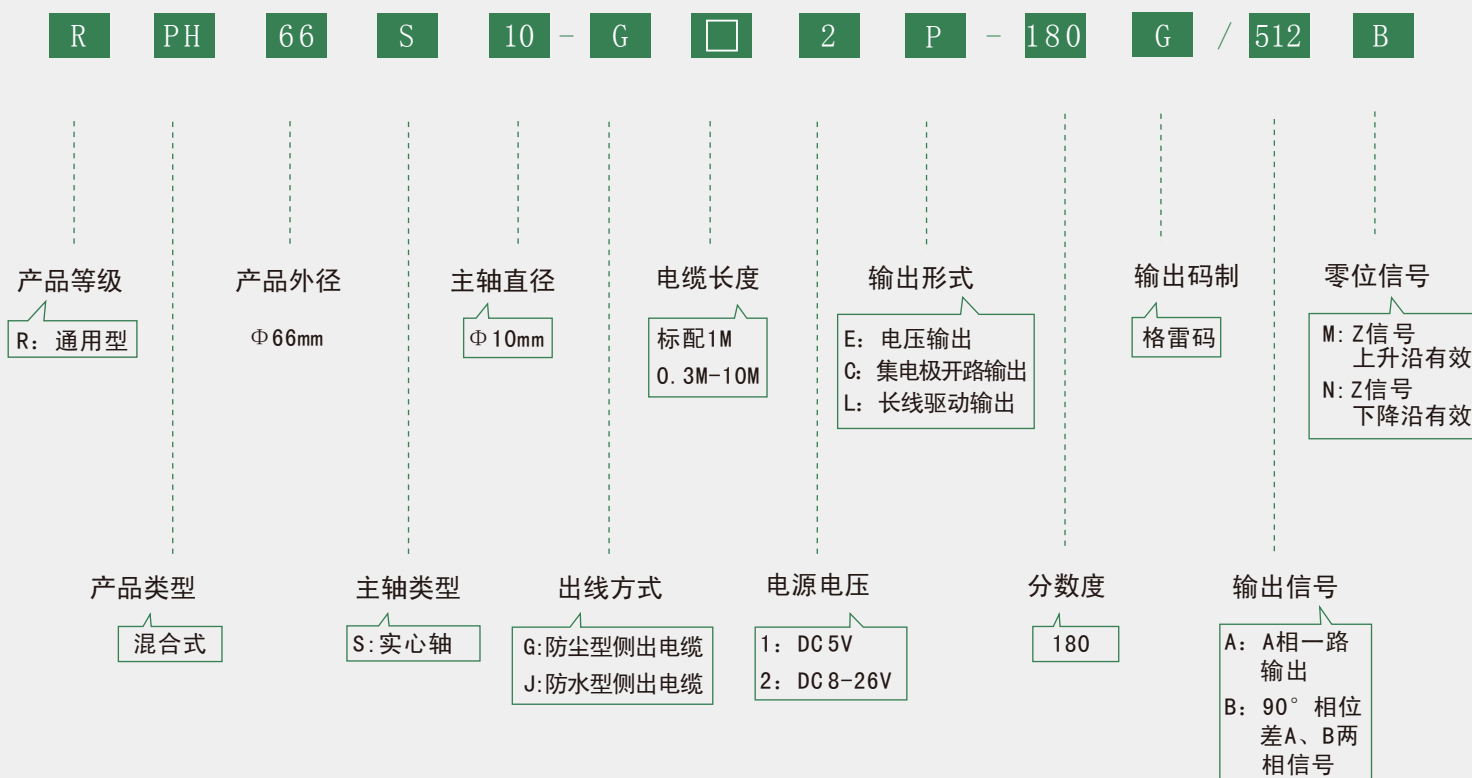 R PH 66 S 10 - G □ 2 P - 180 G / 512 B
产品等级
R: 通用型
产品外径
Φ66mm
主轴直径
Φ10mm
电缆长度
标配1M
0.3M-10M
输出形式
E: 电压输出
C: 集电极开路输出
L: 长线驱动输出
输出码制
格雷码
零位信号
M: Z信号
上升沿有效
N: Z信号
下降沿有效
产品类型
混合式
主轴类型
S:实心轴
出线方式
G:防尘型侧出电缆
J:防水型侧出电缆
电源电压
1: DC5V
2: DC8-26V
分数度
180
输出信号
A: A相一路
输出
B: 90°相位
差A、B两
相信号